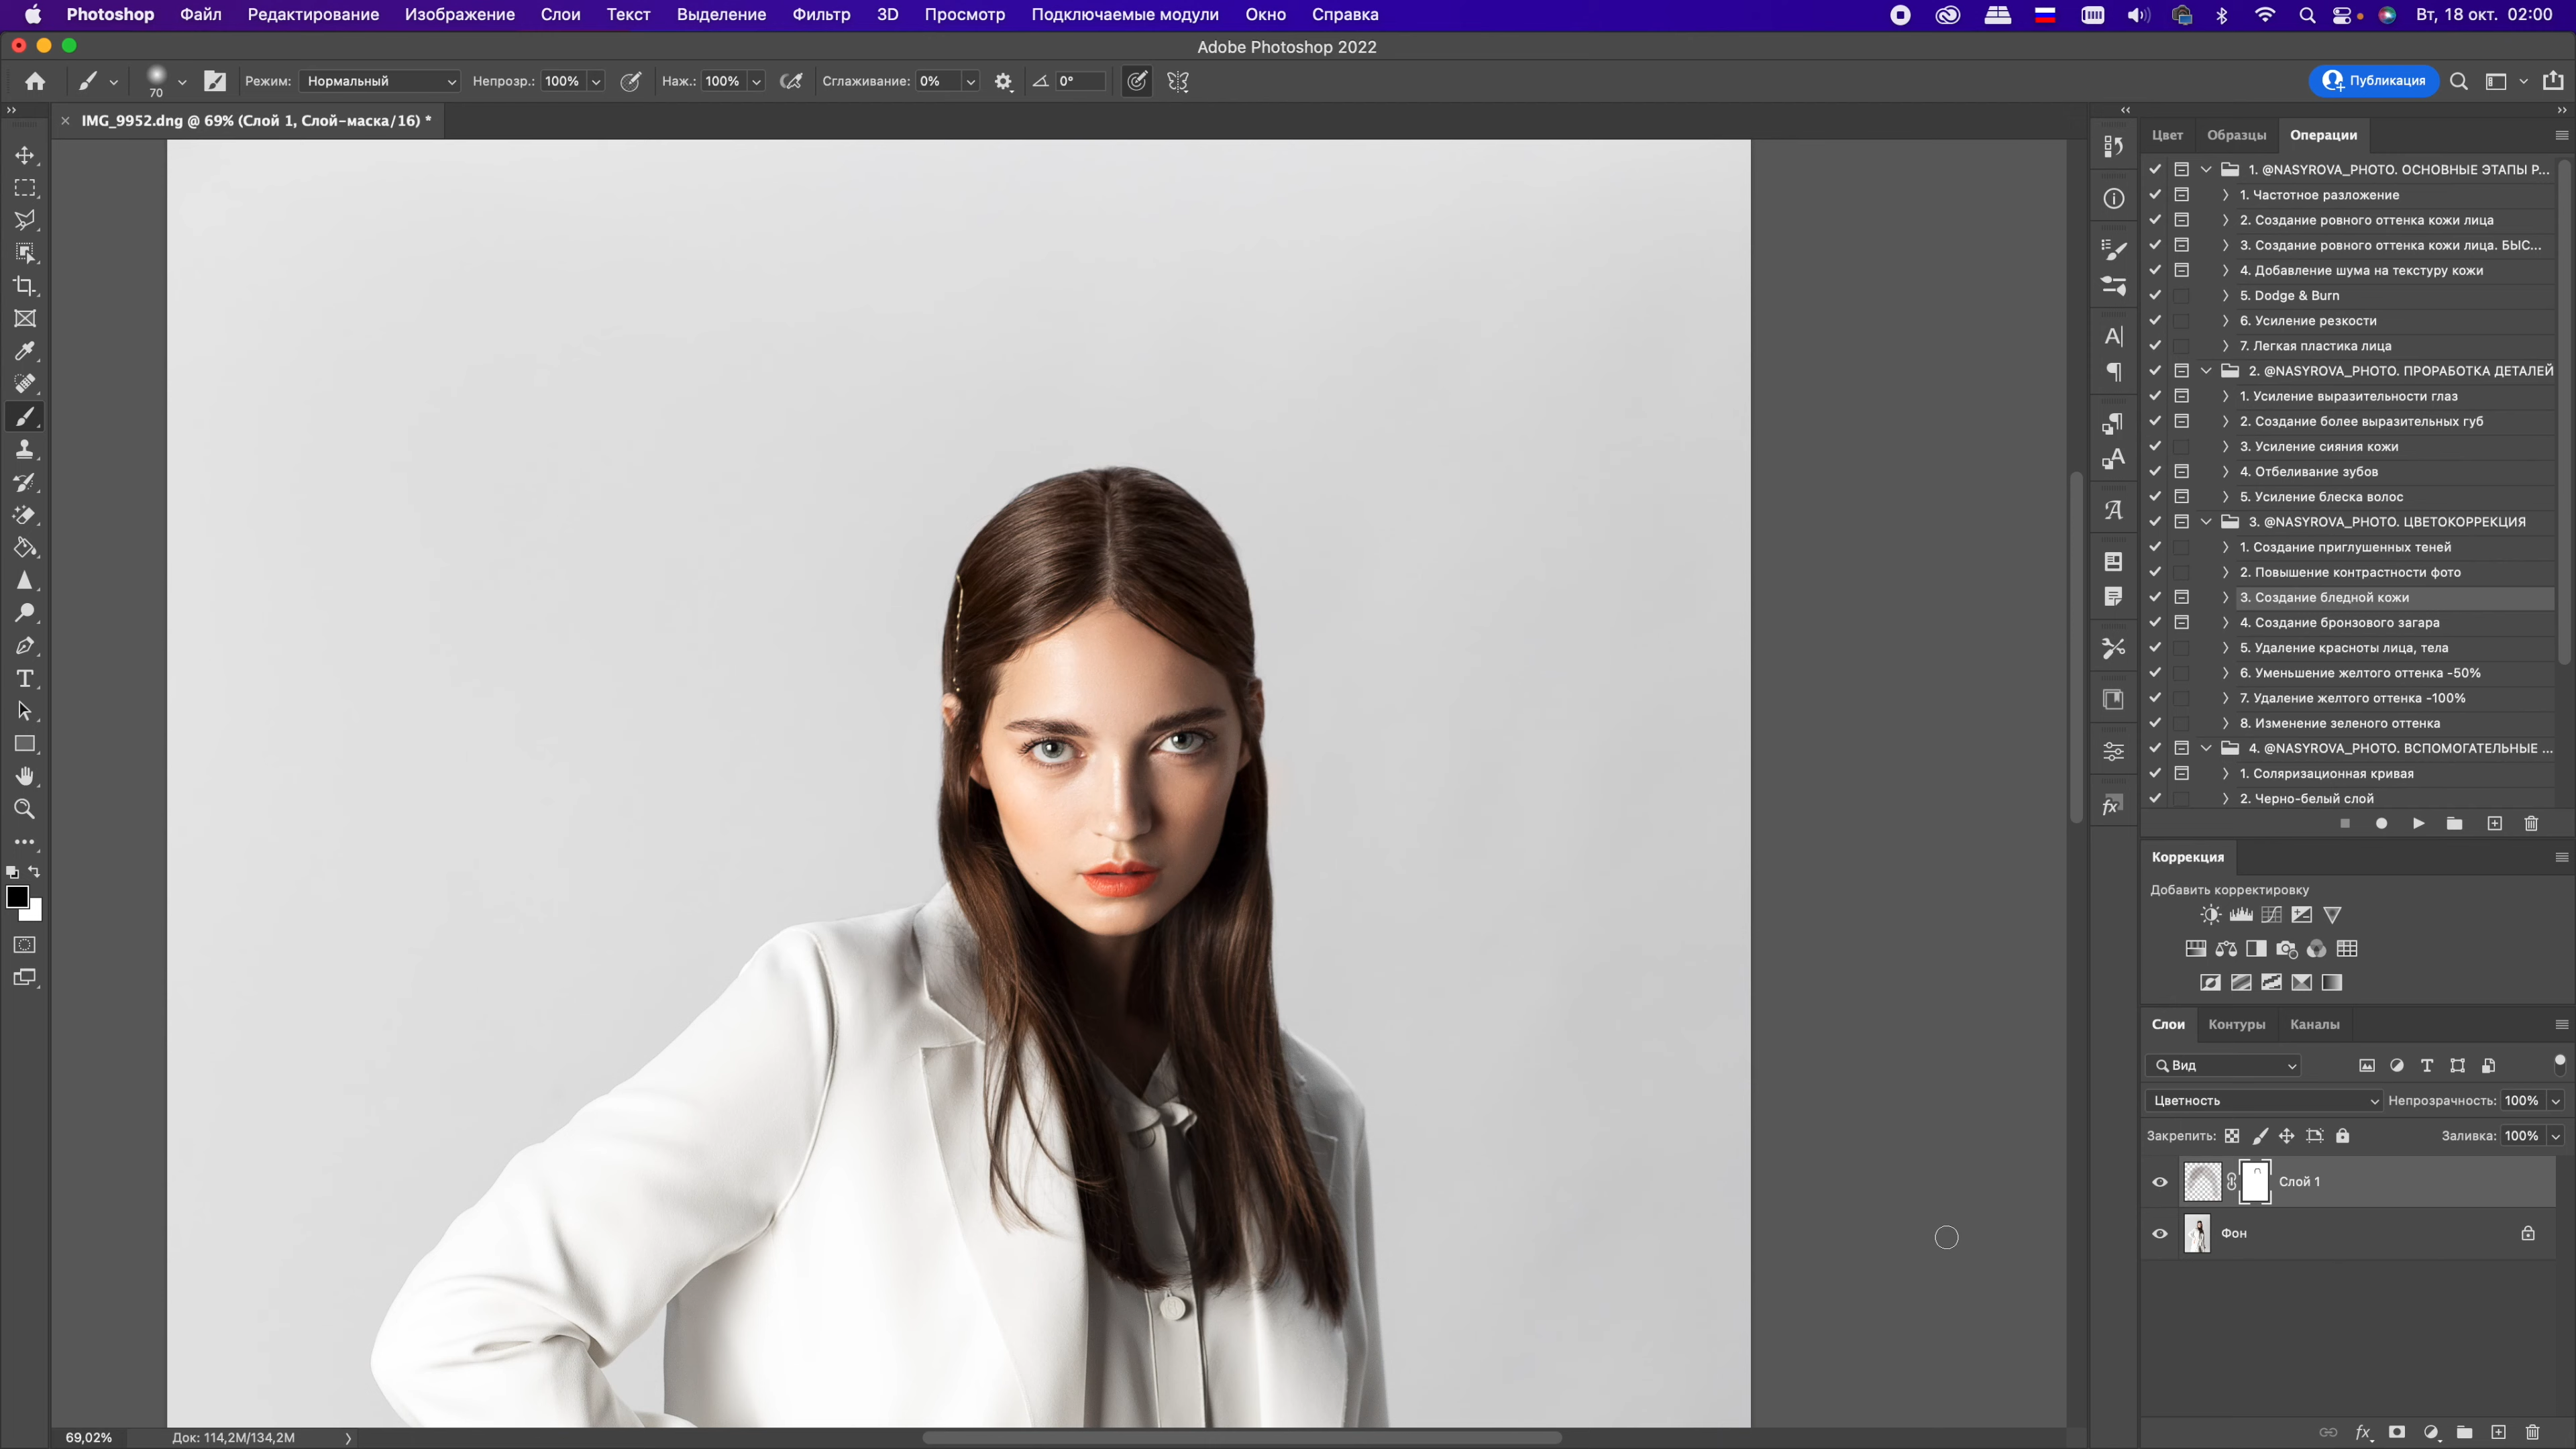 Photoshop Файл Редактирование Изображение Слои Текст Выделение Фильтр 3D Просмотр Подключаемые модули Окно Справка Вт, 18 окт. 02:00
Adobe Photoshop 2022
70 Режим: Нормальный Непрозр.: 100% Наж.: 100% Сглаживание: 0% 0° Публикация
IMG_9952.dng @ 69% (Слой 1, Слой-маска/16) *
Цвет Образцы Операции
1. @NASYROVA_PHOTO. ОСНОВНЫЕ ЭТАПЫ Р...
1. Частотное разложение
2. Создание ровного оттенка кожи лица
3. Создание ровного оттенка кожи лица. БЫС...
4. Добавление шума на текстуру кожи
5. Dodge & Burn
6. Усиление резкости
7. Легкая пластика лица
2. @NASYROVA_PHOTO. ПРОРАБОТКА ДЕТАЛЕЙ
1. Усиление выразительности глаз
2. Создание более выразительных губ
3. Усиление сияния кожи
4. Отбеливание зубов
5. Усиление блеска волос
3. @NASYROVA_PHOTO. ЦВЕТОКОРРЕКЦИЯ
1. Создание приглушенных теней
2. Повышение контрастности фото
3. Создание бледной кожи
4. Создание бронзового загара
5. Удаление красноты лица, тела
6. Уменьшение желтого оттенка -50%
7. Удаление желтого оттенка -100%
8. Изменение зеленого оттенка
4. @NASYROVA_PHOTO. ВСПОМОГАТЕЛЬНЫЕ ...
1. Соляризационная кривая
2. Черно-белый слой
Коррекция
Добавить корректировку
Слои Контуры Каналы
Вид
Цветность Непрозрачность: 100%
Закрепить: Заливка: 100%
Слой 1
Фон
69,02% Док: 114,2M/134,2M